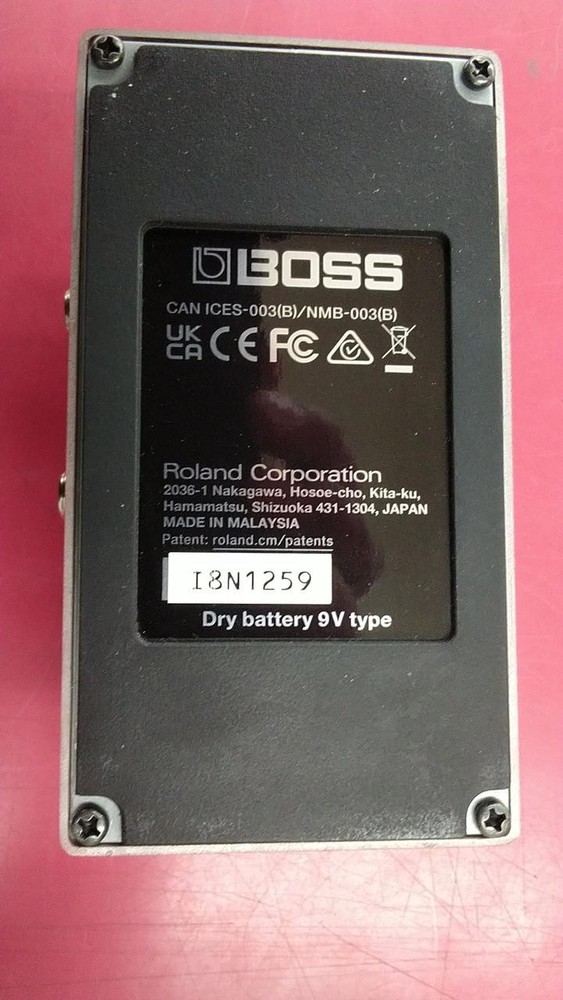 BOSS
CAN ICES-003(B)/NMB-003(B)
UK
CA CE FC
Roland Corporation
2036-1 Nakagawa, Hosoe-cho, Kita-ku,
Hamamatsu, Shizuoka 431-1304, JAPAN
MADE IN MALAYSIA
Patent: roland.cm/patents
I8N1259
Dry battery 9V type